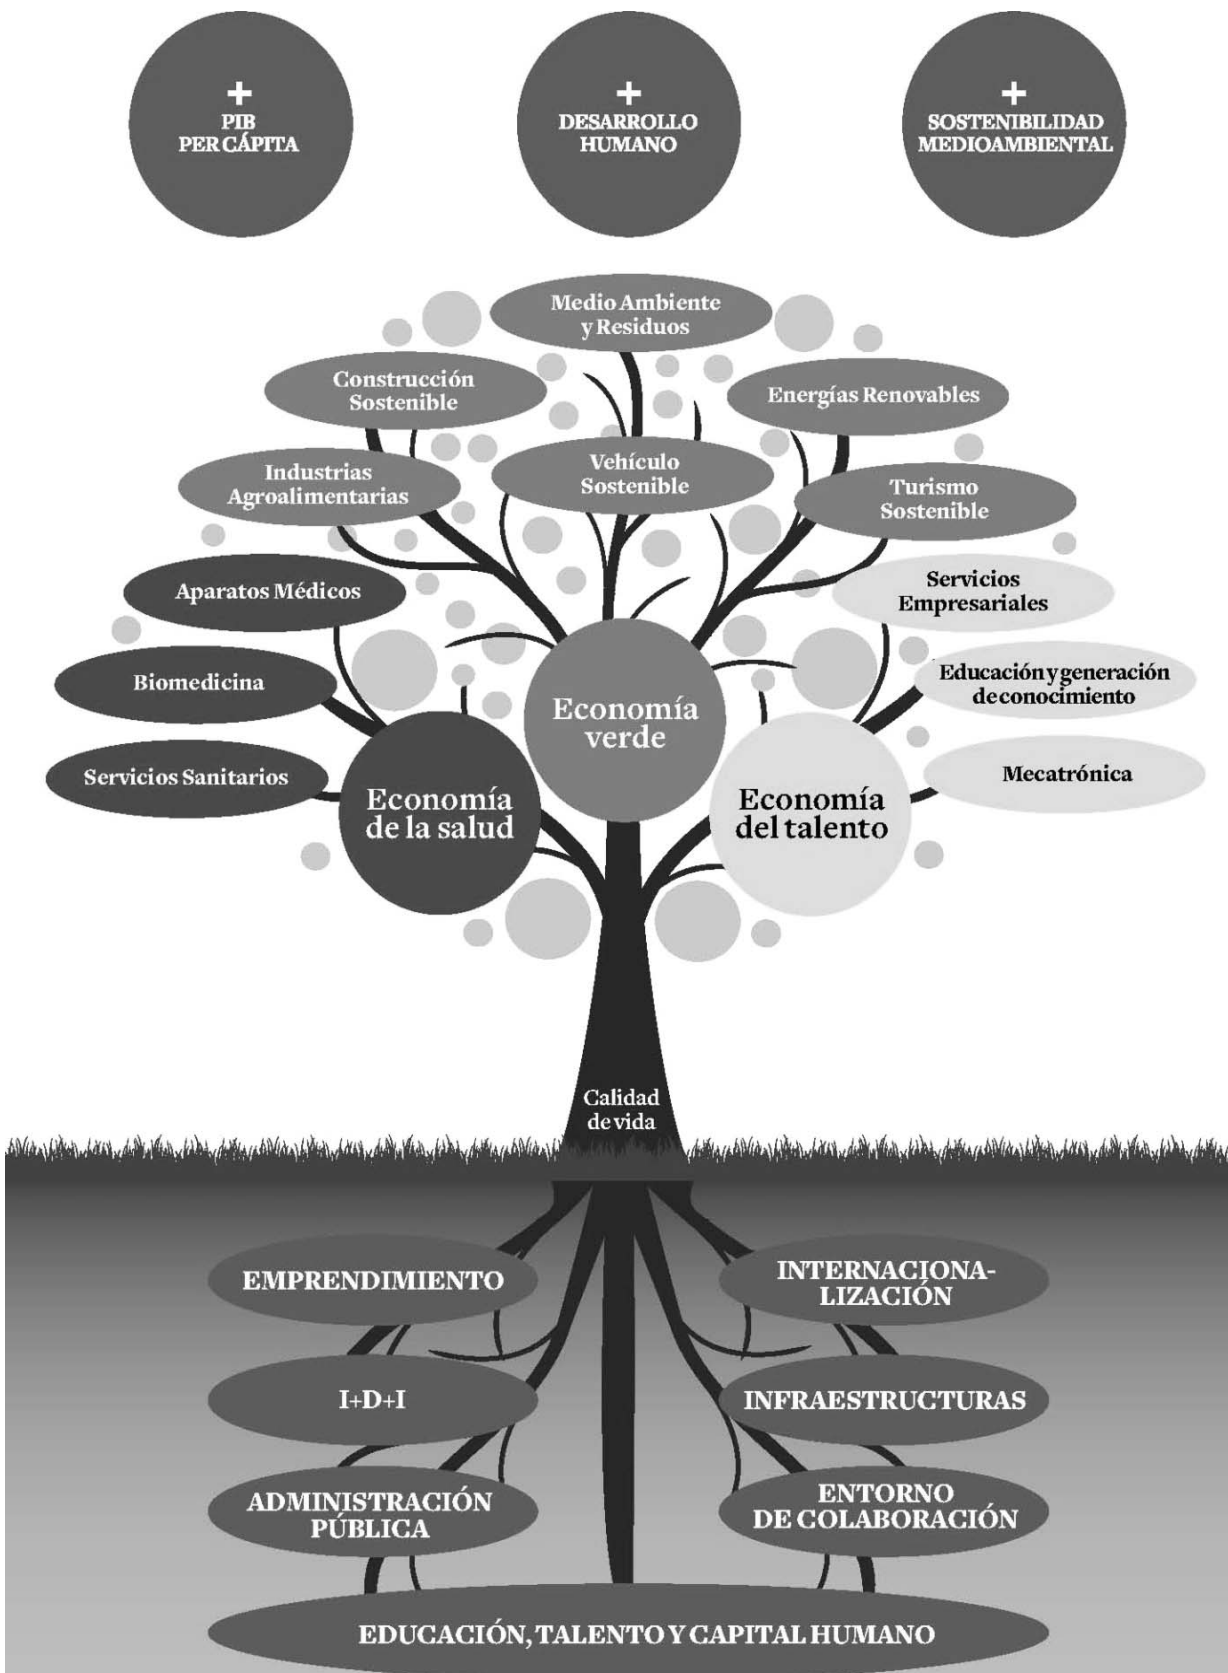 +
PIB
PER CÁPITA
+
DESARROLLO
HUMANO
+
SOSTENIBILIDAD
MEDIOAMBIENTAL
Medio Ambiente
y Residuos
Construcción
Sostenible
Energías Renovables
Industrias
Agroalimentarias
Vehículo
Sostenible
Turismo
Sostenible
Aparatos Médicos
Servicios
Empresariales
Biomedicina
Educación y generación
de conocimiento
Servicios Sanitarios
Mecatrónica
Economía
verde
Economía
de la salud
Economía
del talento
Calidad
de vida
EMPRENDIMIENTO
INTERNACIONA-
LIZACIÓN
I+D+I
INFRAESTRUCTURAS
ADMINISTRACIÓN
PÚBLICA
ENTORNO
DE COLABORACIÓN
EDUCACIÓN, TALENTO Y CAPITAL HUMANO